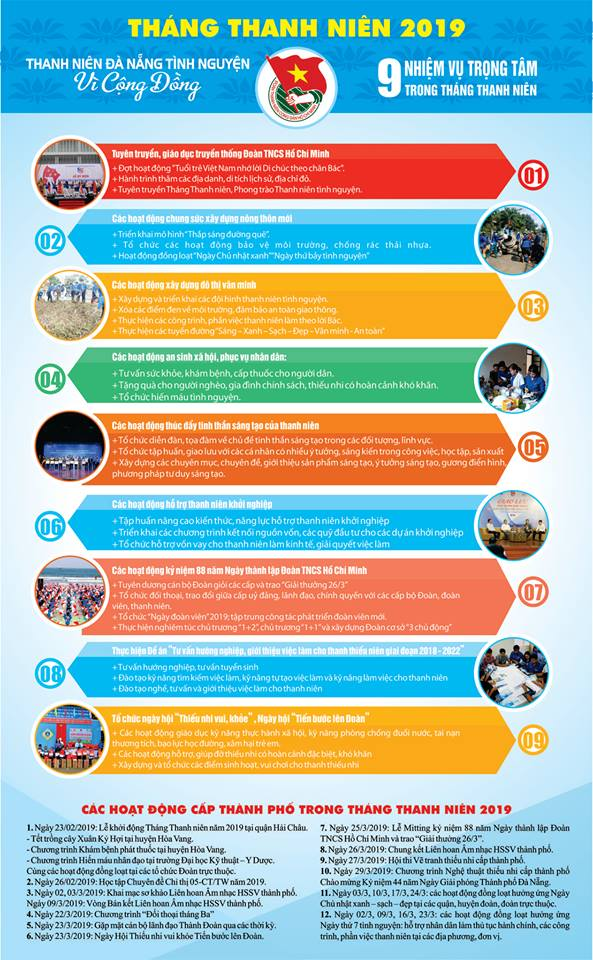 THÁNG THANH NIÊN 2019
THANH NIÊN ĐÀ NẴNG TÌNH NGUYỆN
Vì Cộng Đồng
9 NHIỆM VỤ TRỌNG TÂM
TRONG THÁNG THANH NIÊN
Tuyên truyền, giáo dục truyền thống Đoàn TNCS Hồ Chí Minh
+ Đợt hoạt động "Tuổi trẻ Việt Nam nhớ lời Di chúc theo chân Bác".
+ Hành trình thăm các địa danh, di tích lịch sử, địa chỉ đỏ.
+ Tuyên truyền Tháng Thanh niên, Phong trào Thanh niên tình nguyện.
01
Các hoạt động chung sức xây dựng nông thôn mới
+Triển khai mô hình "Thắp sáng đường quê".
+ Tổ chức các hoạt động bảo vệ môi trường, chống rác thải nhựa.
+ Hoạt động đồng loạt "Ngày Chủ nhật xanh" "Ngày thứ bảy tình nguyện"
02
Các hoạt động xây dựng đô thị văn minh
+ Xây dựng và triển khai các đội hình thanh niên tình nguyện.
+ Xóa các điểm đen về môi trường, đảm bảo an toàn giao thông.
+ Thực hiện các công trình, phần việc thanh niên làm theo lời Bác.
+ Thực hiện các tuyến đường "Sáng – Xanh – Sạch – Đẹp – Văn minh - An toàn"
03
Các hoạt động an sinh xã hội, phục vụ nhân dân:
+ Tư vấn sức khỏe, khám bệnh, cấp thuốc cho người dân.
+ Tặng quà cho người nghèo, gia đình chính sách, thiếu nhi có hoàn cảnh khó khăn.
+ Tổ chức hiến máu tình nguyện.
04
Các hoạt động thúc đẩy tinh thần sáng tạo của thanh niên
+ Tổ chức diễn đàn, tọa đàm về chủ đề tinh thần sáng tạo trong các đối tượng, lĩnh vực.
+ Tổ chức tập huấn, giao lưu với các cá nhân có nhiều ý tưởng, sáng kiến trong công việc, học tập, sản xuất
+ Xây dựng các chuyên mục, chuyên đề, giới thiệu sản phẩm sáng tạo, ý tưởng sáng tạo, gương điển hình,
phương pháp tư duy sáng tạo.
05
Các hoạt động hỗ trợ thanh niên khởi nghiệp
+ Tập huấn nâng cao kiến thức, năng lực hỗ trợ thanh niên khởi nghiệp
+ Triển khai các chương trình kết nối nguồn vốn, các quỹ đầu tư cho các dự án khởi nghiệp
+ Tổ chức hỗ trợ vốn vay cho thanh niên làm kinh tế, giải quyết việc làm
06
Các hoạt động kỷ niệm 88 năm Ngày thành lập Đoàn TNCS Hồ Chí Minh
+ Tuyên dương cán bộ Đoàn giỏi các cấp và trao "Giải thưởng 26/3"
+ Tổ chức đối thoại, trao đổi giữa cấp uỷ đảng, lãnh đạo, chính quyền với các cấp bộ Đoàn, đoàn
viên, thanh niên.
+ Tổ chức "Ngày đoàn viên" 2019; tập trung công tác phát triển đoàn viên mới.
+ Thực hiện nghiêm túc chủ trương "1+2", chủ trương "1+1" và xây dựng Đoàn cơ sở "3 chủ động"
07
Thực hiện Đề án "Tư vấn hướng nghiệp, giới thiệu việc làm cho thanh thiếu niên giai đoạn 2018 - 2022"
+ Tư vấn hướng nghiệp, tư vấn tuyển sinh
+ Đào tạo kỹ năng tìm kiếm việc làm, kỹ năng tự tạo việc làm và kỹ năng làm việc cho thanh niên
+ Đào tạo nghề, tư vấn và giới thiệu việc làm cho thanh niên
08
Tổ chức ngày hội "Thiếu nhi vui, khỏe", Ngày hội "Tiến bước lên Đoàn"
+ Các hoạt động giáo dục kỹ năng thực hành xã hội, kỹ năng phòng chống đuối nước, tai nạn
thương tích, bạo lực học đường, xâm hại trẻ em.
+ Các hoạt động hỗ trợ, giúp đỡ thiếu nhi có hoàn cảnh đặc biệt, khó khăn
+ Xây dựng và tổ chức các điểm sinh hoạt, vui chơi cho thanh thiếu nhi
09
CÁC HOẠT ĐỘNG CẤP THÀNH PHỐ TRONG THÁNG THANH NIÊN 2019
1. Ngày 23/02/2019: Lễ khởi động Tháng Thanh niên năm 2019 tại quận Hải Châu.
- Tết trồng cây Xuân Kỷ Hợi tại huyện Hòa Vang.
- Chương trình Khám bệnh phát thuốc tại huyện Hòa Vang.
- Chương trình Hiến máu nhân đạo tại trường Đại học Kỹ thuật – Y Dược.
Cùng các hoạt động đồng loạt tại các tổ chức Đoàn trực thuộc.
2. Ngày 26/02/2019: Học tập Chuyên đề Chỉ thị 05-CT/TW năm 2019.
3. Ngày 02, 03/3/2019: Khai mạc sơ khảo Liên hoan Âm nhạc HSSV thành phố.
Ngày 09/3/2019: Vòng Bán kết Liên hoan Âm nhạc HSSV thành phố.
4. Ngày 22/3/2019: Chương trình "Đối thoại tháng Ba"
5. Ngày 23/3/2019: Gặp mặt cán bộ lãnh đạo Thành Đoàn qua các thời kỳ.
6. Ngày 23/3/2019: Ngày Hội Thiếu nhi vui khỏe Tiến bước lên Đoàn.
7. Ngày 25/3/2019: Lễ Mitting kỷ niệm 88 năm Ngày thành lập Đoàn
TNCS Hồ Chí Minh và trao "Giải thưởng 26/3".
8. Ngày 26/3/2019: Chung kết Liên hoan Âm nhạc HSSV thành phố.
9. Ngày 27/3/2019: Hội thi Vẽ tranh thiếu nhi cấp thành phố.
10. Ngày 29/3/2019: Chương trình Nghệ thuật thiếu nhi cấp thành phố
Chào mừng Kỷ niệm 44 năm Ngày Giải phóng Thành phố Đà Nẵng.
11. Ngày 03/3, 10/3, 17/3, 24/3: các hoạt động đồng loạt hưởng ứng Ngày
Chủ nhật xanh – sạch – đẹp tại các quận, huyện đoàn, đoàn trực thuộc.
12. Ngày 02/3, 09/3, 16/3, 23/3: các hoạt động đồng loạt hưởng ứng
Ngày thứ 7 tình nguyện: hỗ trợ nhân dân làm thủ tục hành chính, các công
trình, phần việc thanh niên tại các địa phương, đơn vị.